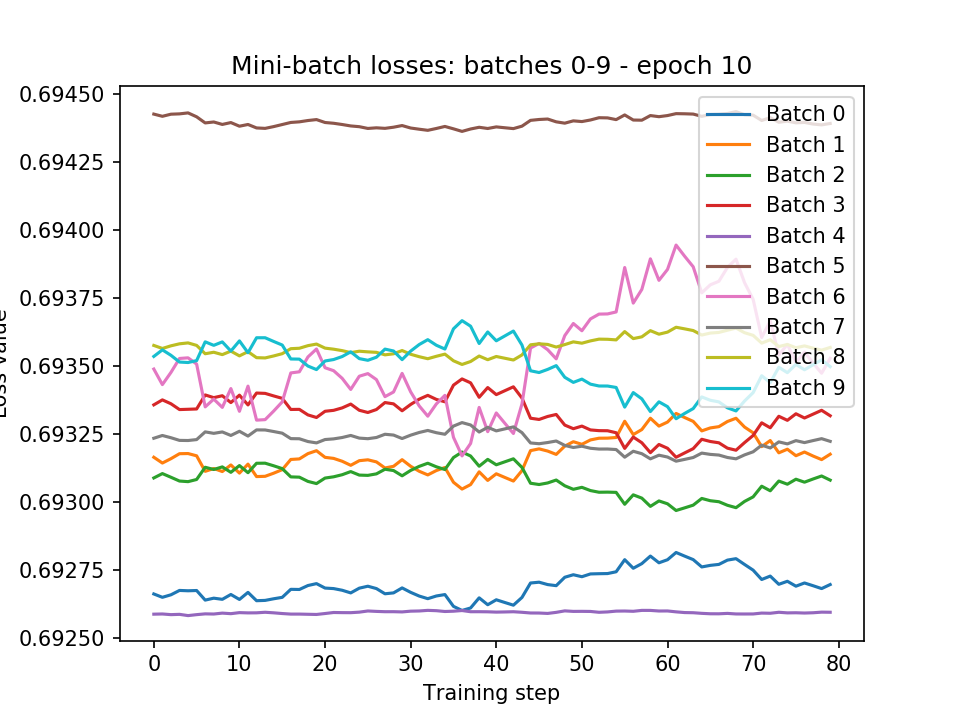 Mini-batch losses: batches 0-9 - epoch 10
0.69450
0.69425
0.69400
0.69375
0.69350
0.69325
0.69300
0.69275
0.69250
Loss value
Batch 0
Batch 1
Batch 2
Batch 3
Batch 4
Batch 5
Batch 6
Batch 7
Batch 8
Batch 9
0 10 20 30 40 50 60 70 80
Training step